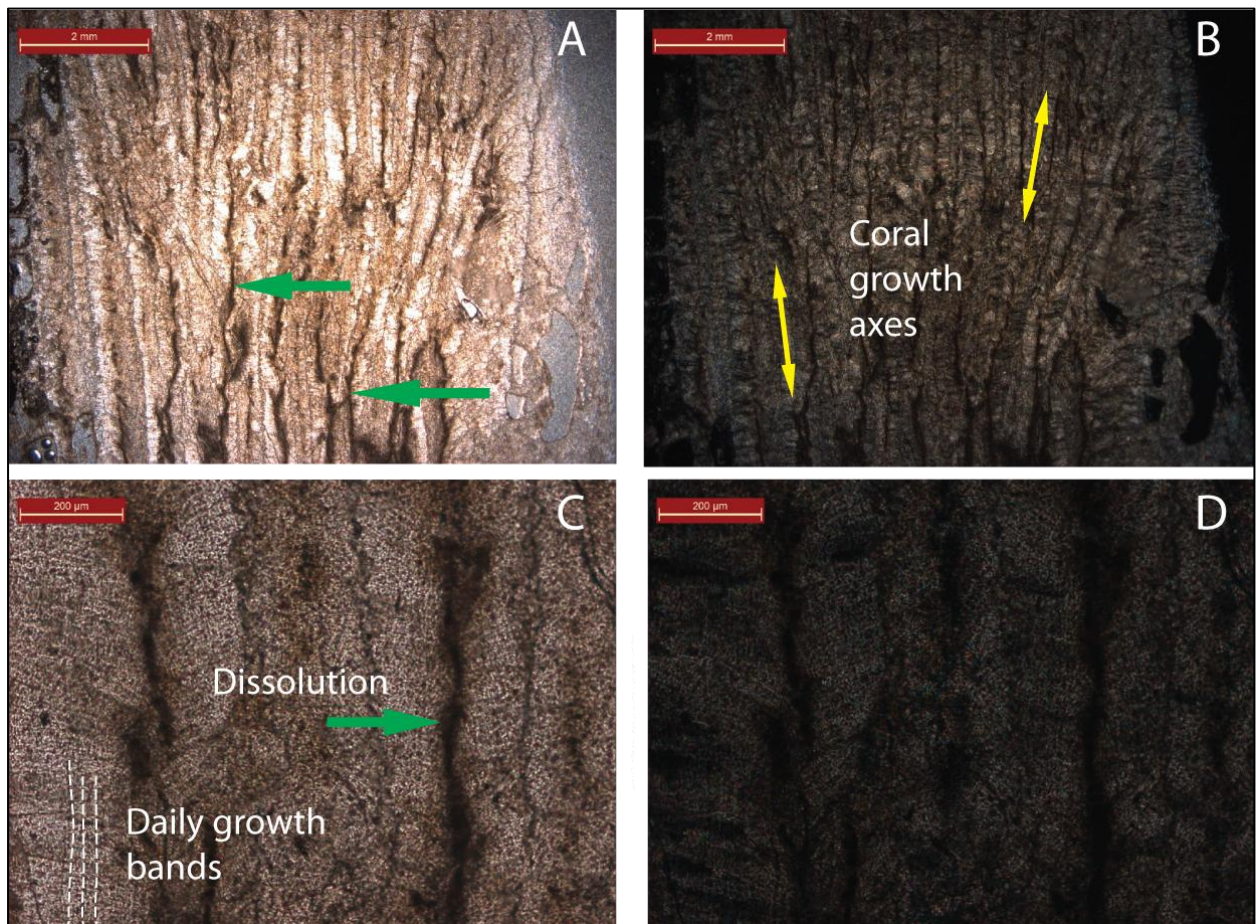 2 mm
A
2 mm
B
Coral
growth
axes
200 µm
C
Dissolution
Daily growth
bands
200 µm
D